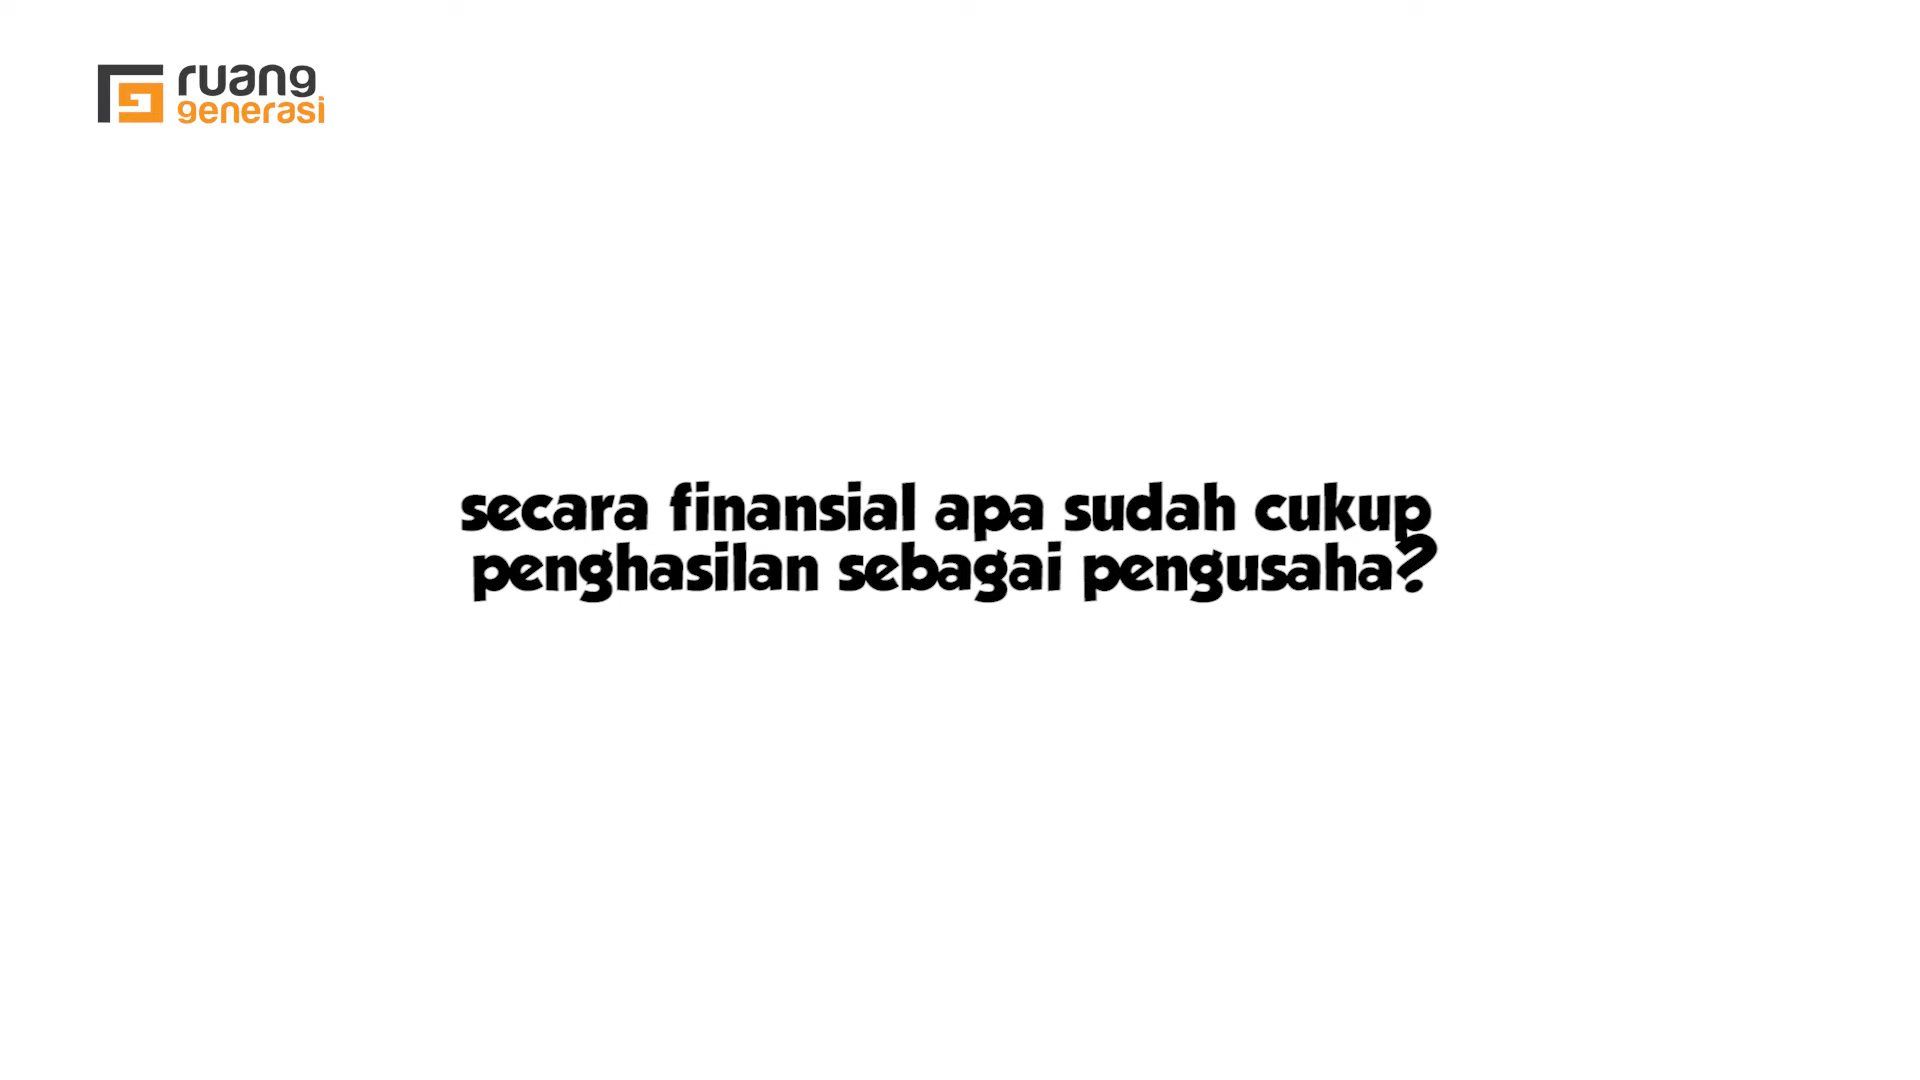 ruang
generasi
secara finansial apa sudah cukup
penghasilan sebagai pengusaha?